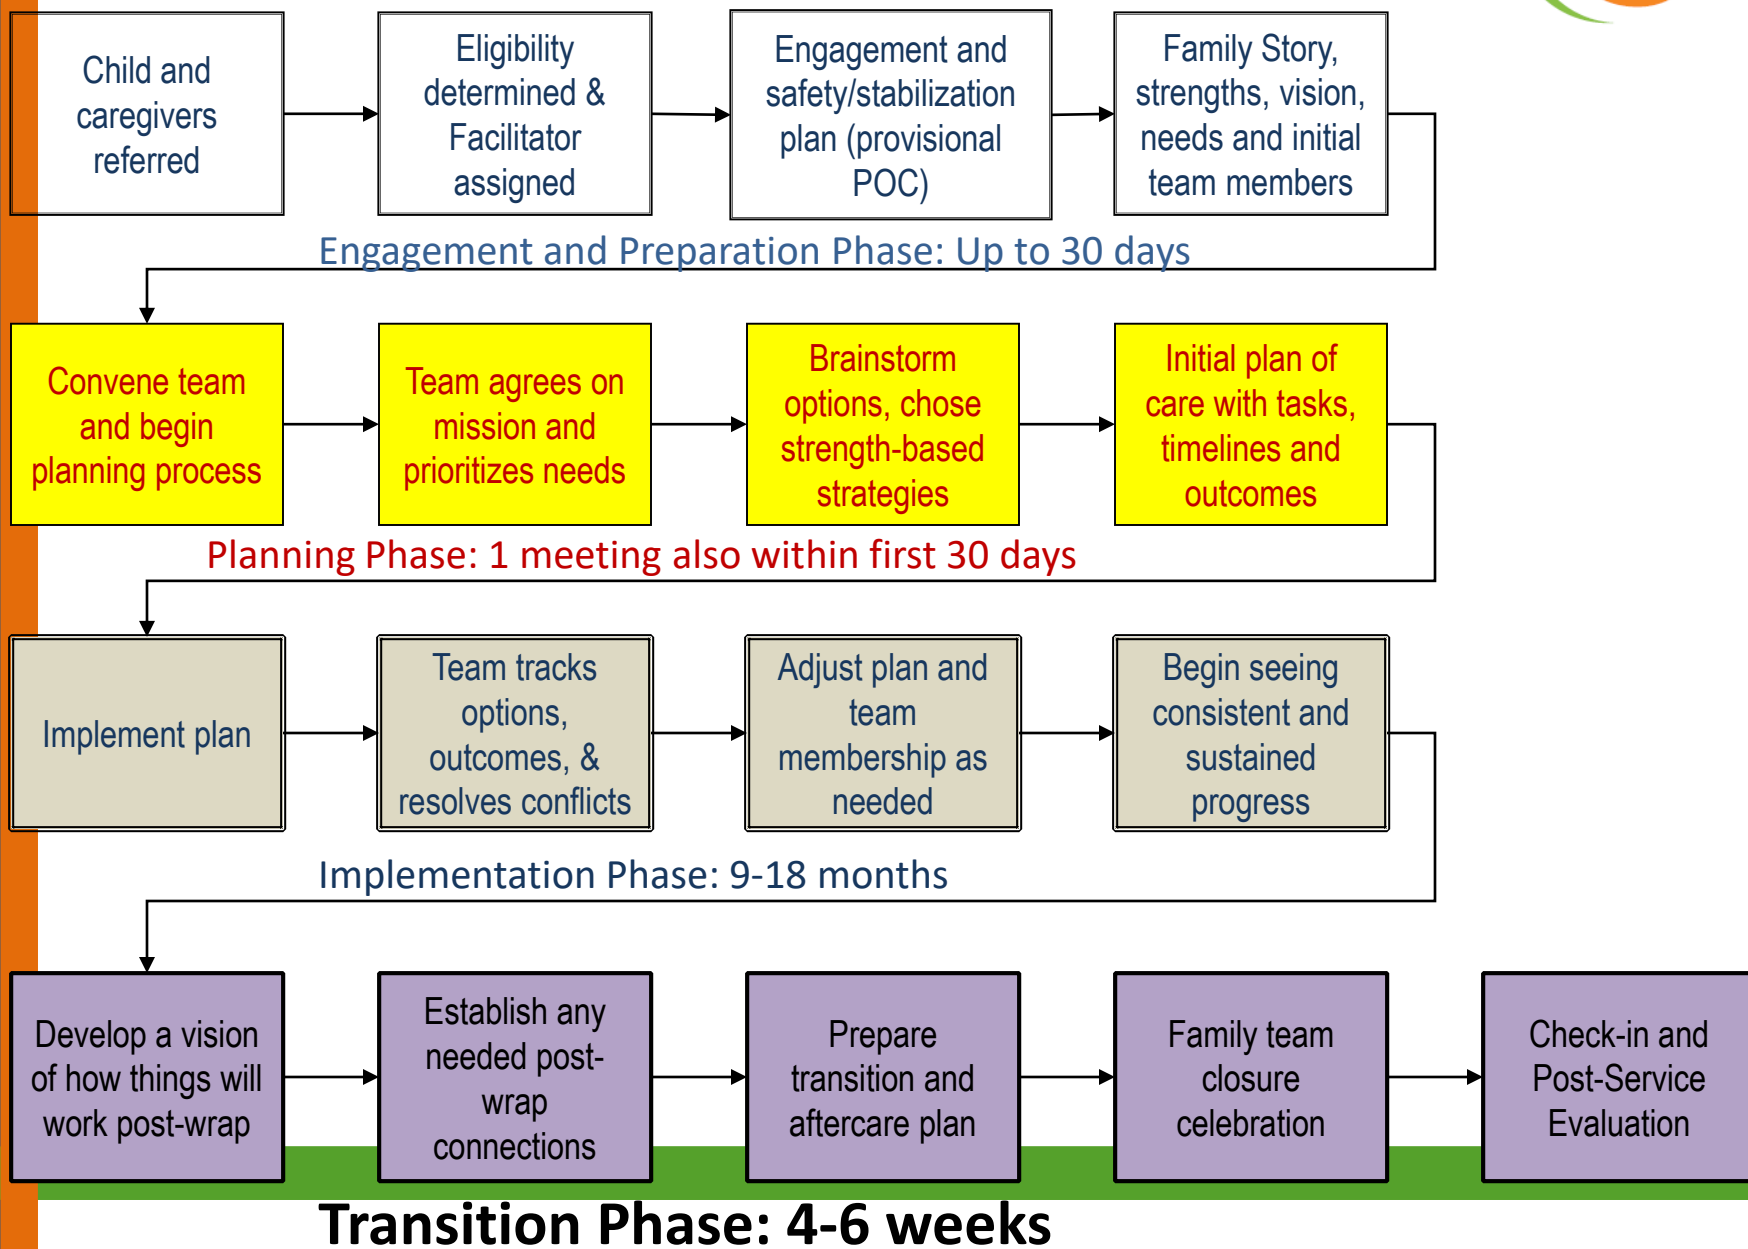 Child and
caregivers
referred
Eligibility
determined &
Facilitator
assigned
Engagement and
safety/stabilization
plan (provisional
POC)
Family Story,
strengths, vision,
needs and initial
team members
Engagement and Preparation Phase: Up to 30 days
Convene team
and begin
planning process
Team agrees on
mission and
prioritizes needs
Brainstorm
options, chose
strength-based
strategies
Initial plan of
care with tasks,
timelines and
outcomes
Planning Phase: 1 meeting also within first 30 days
Implement plan
Team tracks
options,
outcomes, &
resolves conflicts
Adjust plan and
team
membership as
needed
Begin seeing
consistent and
sustained
progress
Implementation Phase: 9-18 months
Develop a vision
of how things will
work post-wrap
Establish any
needed post-
wrap
connections
Prepare
transition and
aftercare plan
Family team
closure
celebration
Check-in and
Post-Service
Evaluation
Transition Phase: 4-6 weeks